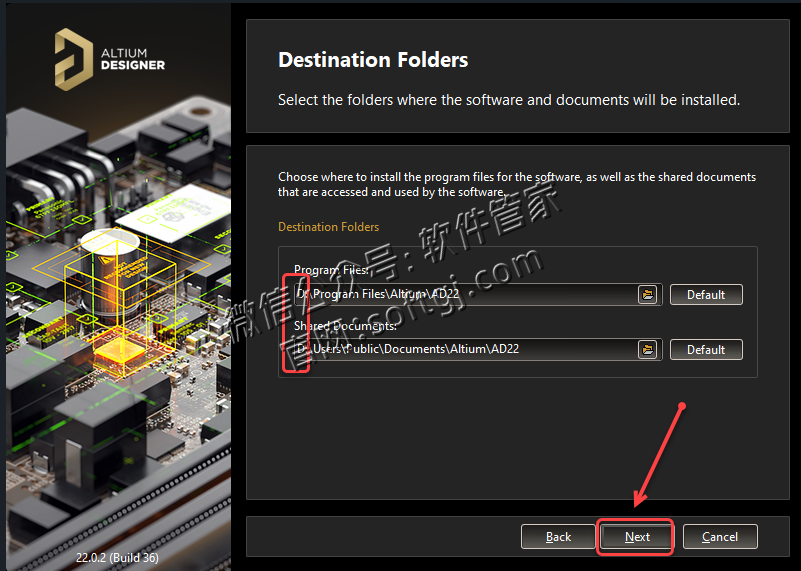 ALTIUM
DESIGNER
Destination Folders
Select the folders where the software and documents will be installed.
Choose where to install the program files for the software, as well as the shared documents
that are accessed and used by the software.
Destination Folders
Program Files:
D:\Program Files\Altium\AD22
Default
Shared Documents:
D:\Users\Public\Documents\Altium\AD22
Default
微信公众号:软件管家
官网:songj.com
22.0.2 (Build 36)
Back
Next
Cancel